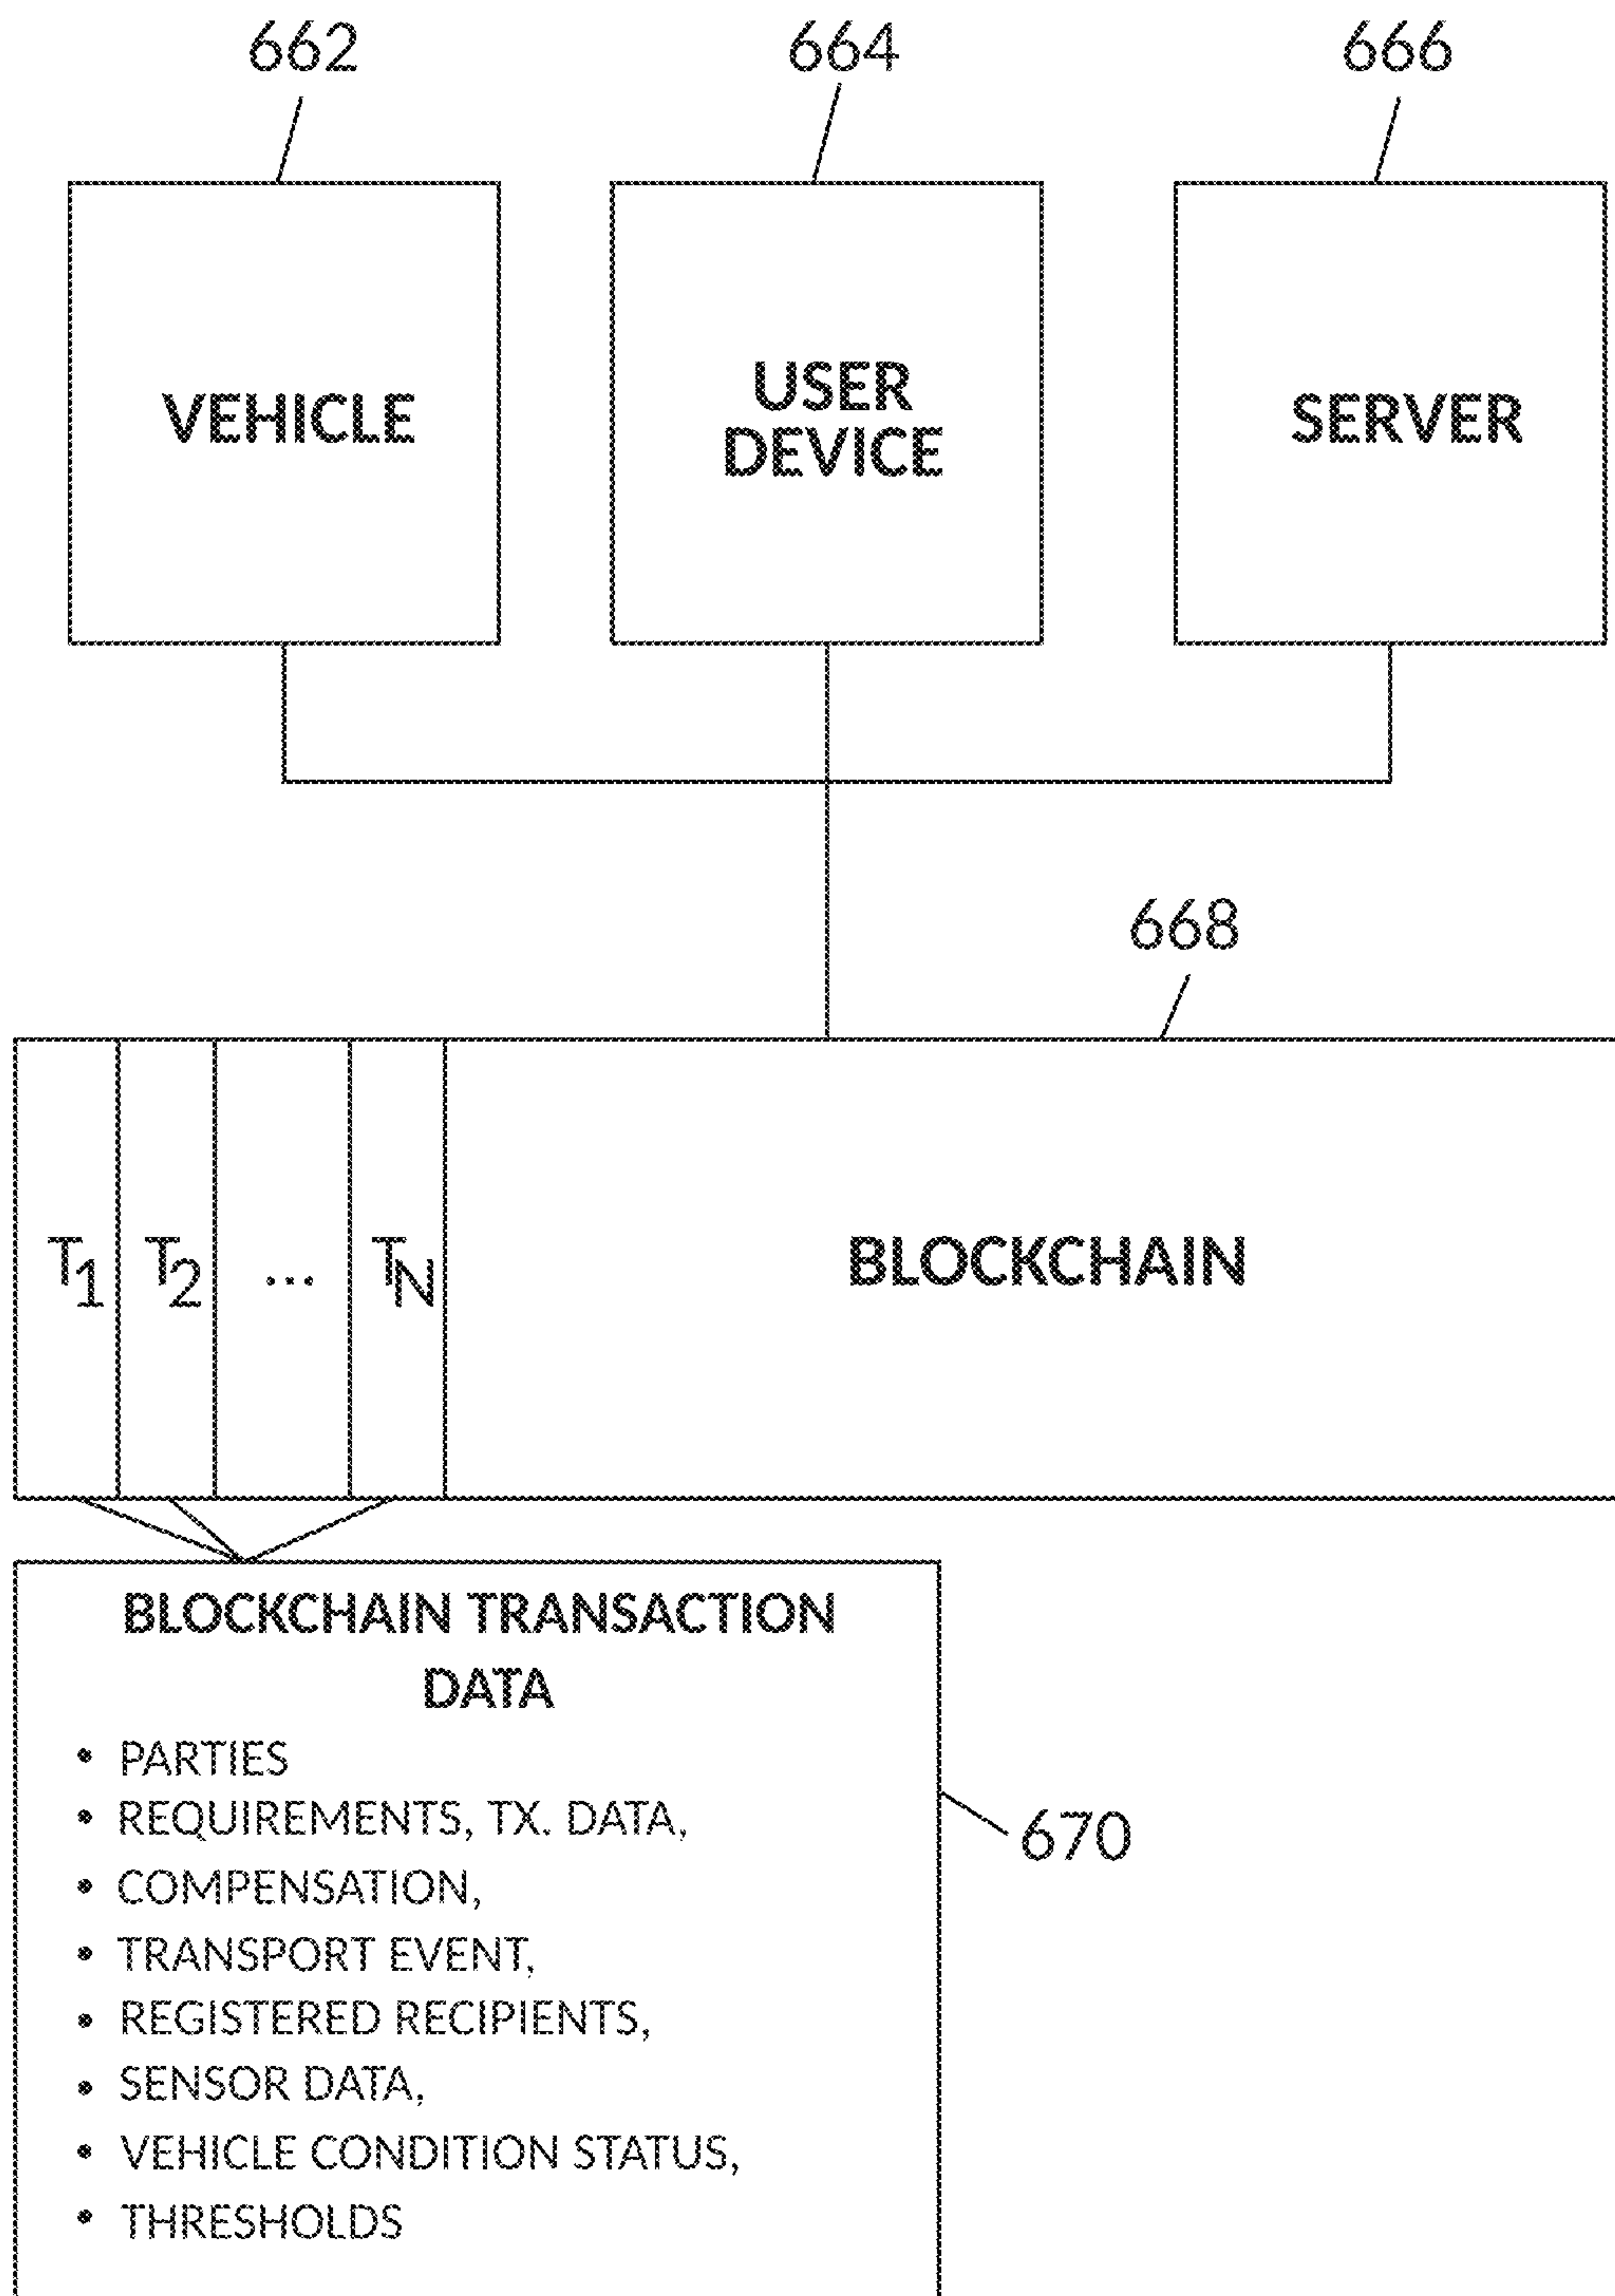 662
664
666
VEHICLE
USER
DEVICE
SERVER
668
T1
T2
...
TN
BLOCKCHAIN
BLOCKCHAIN TRANSACTION
DATA
• PARTIES
• REQUIREMENTS, TX. DATA,
• COMPENSATION,
• TRANSPORT EVENT,
• REGISTERED RECIPIENTS,
• SENSOR DATA,
• VEHICLE CONDITION STATUS,
• THRESHOLDS
670